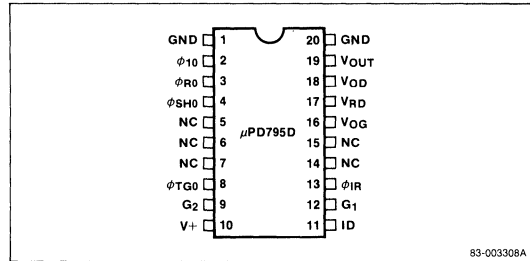 GND 1 20 GND
ϕ10 2 19 VOUT
ϕR0 3 18 VOD
ϕSH0 4 17 VRD
NC 5 16 VOG
μPD795D
NC 6 15 NC
NC 7 14 NC
ϕTG0 8 13 ϕIR
G2 9 12 G1
V+ 10 11 ID
83-003308A